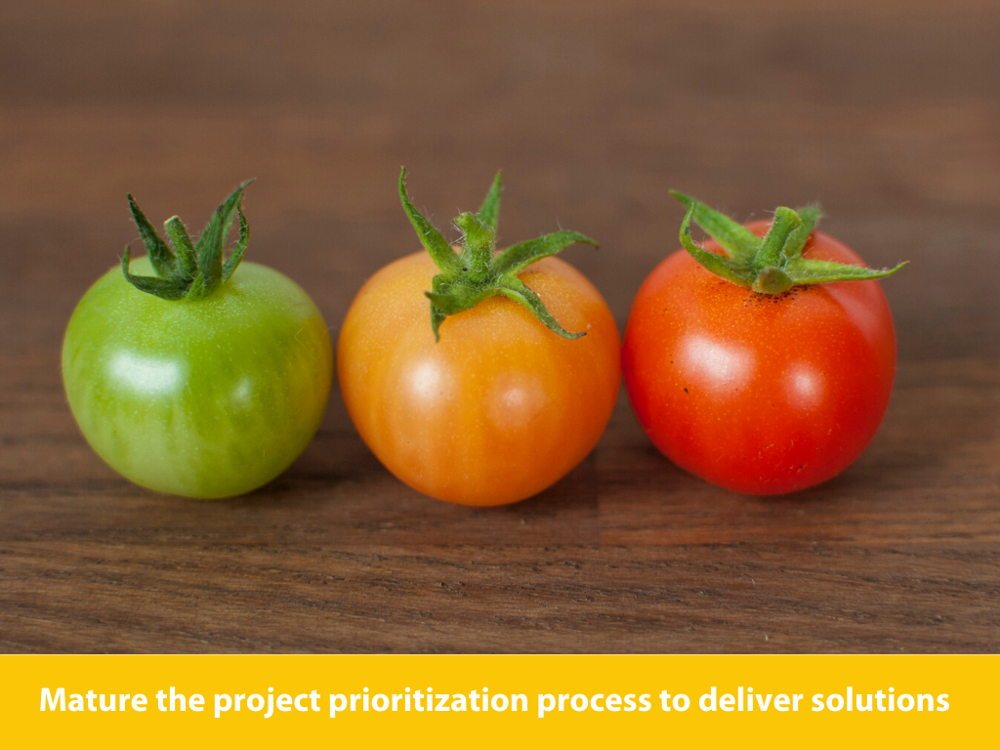 Mature the project prioritization process to deliver solutions